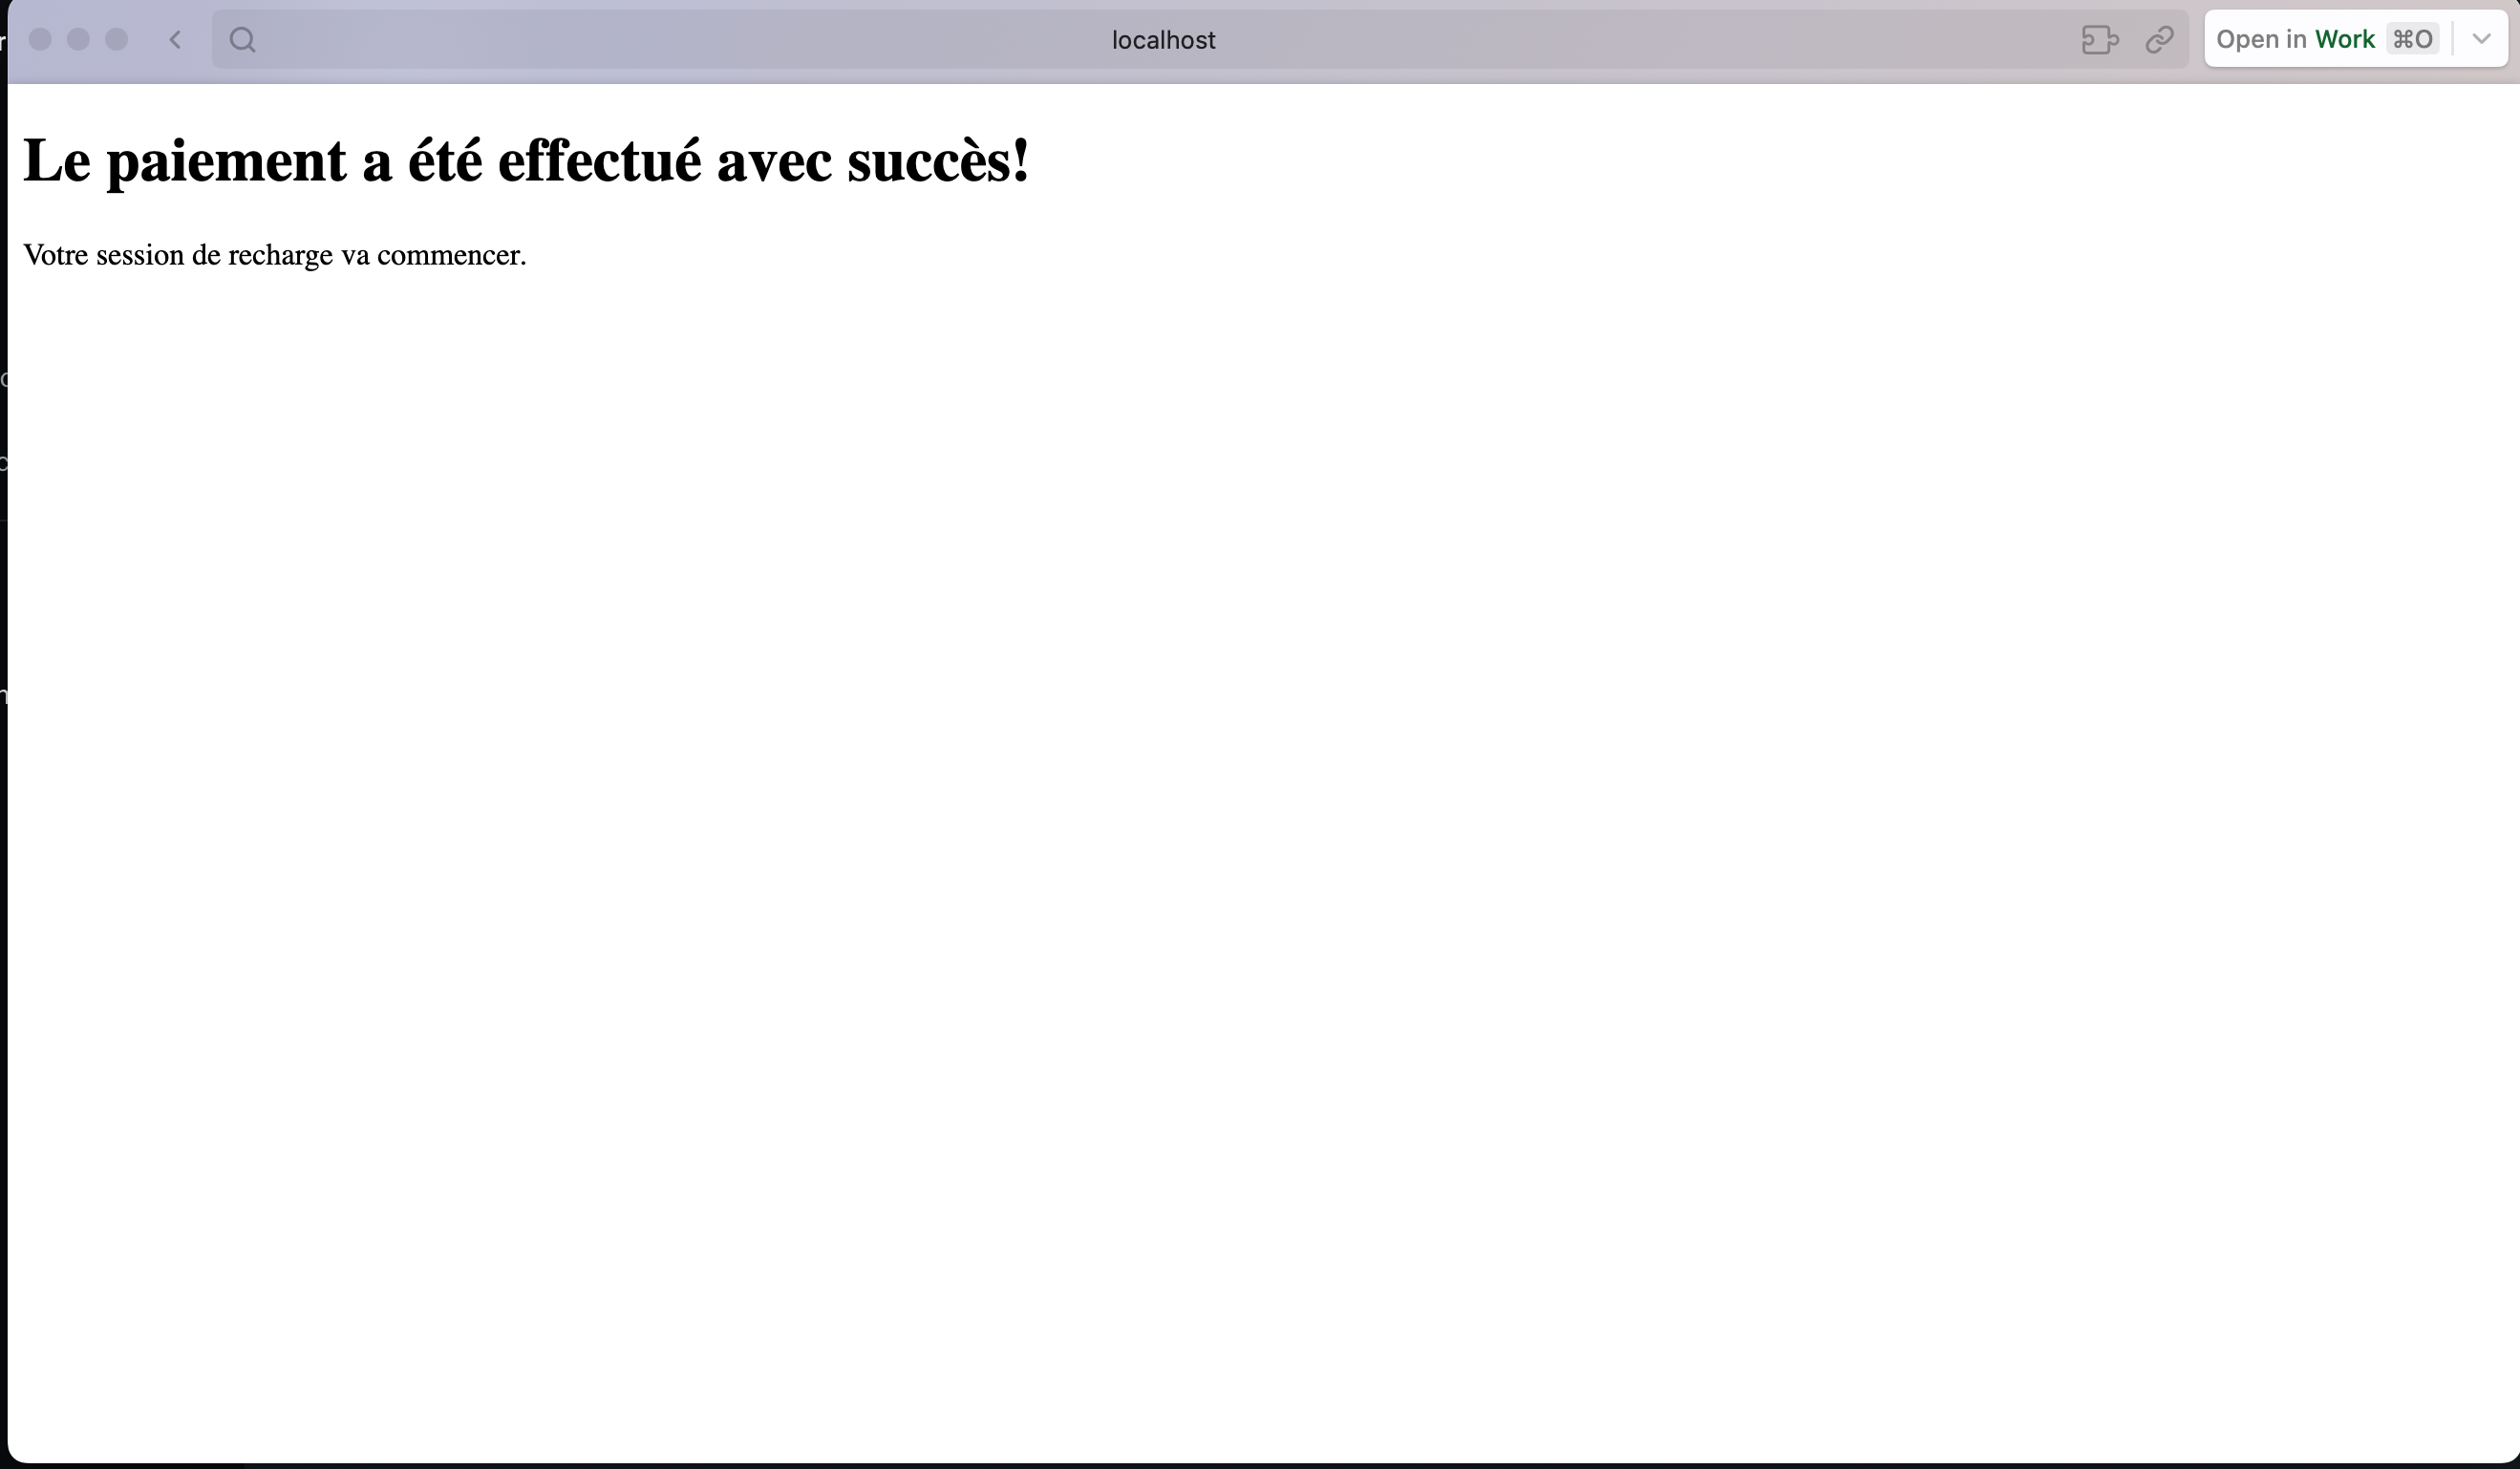 localhost
Open in Work ⌘O
Le paiement a été effectué avec succès!
Votre session de recharge va commencer.